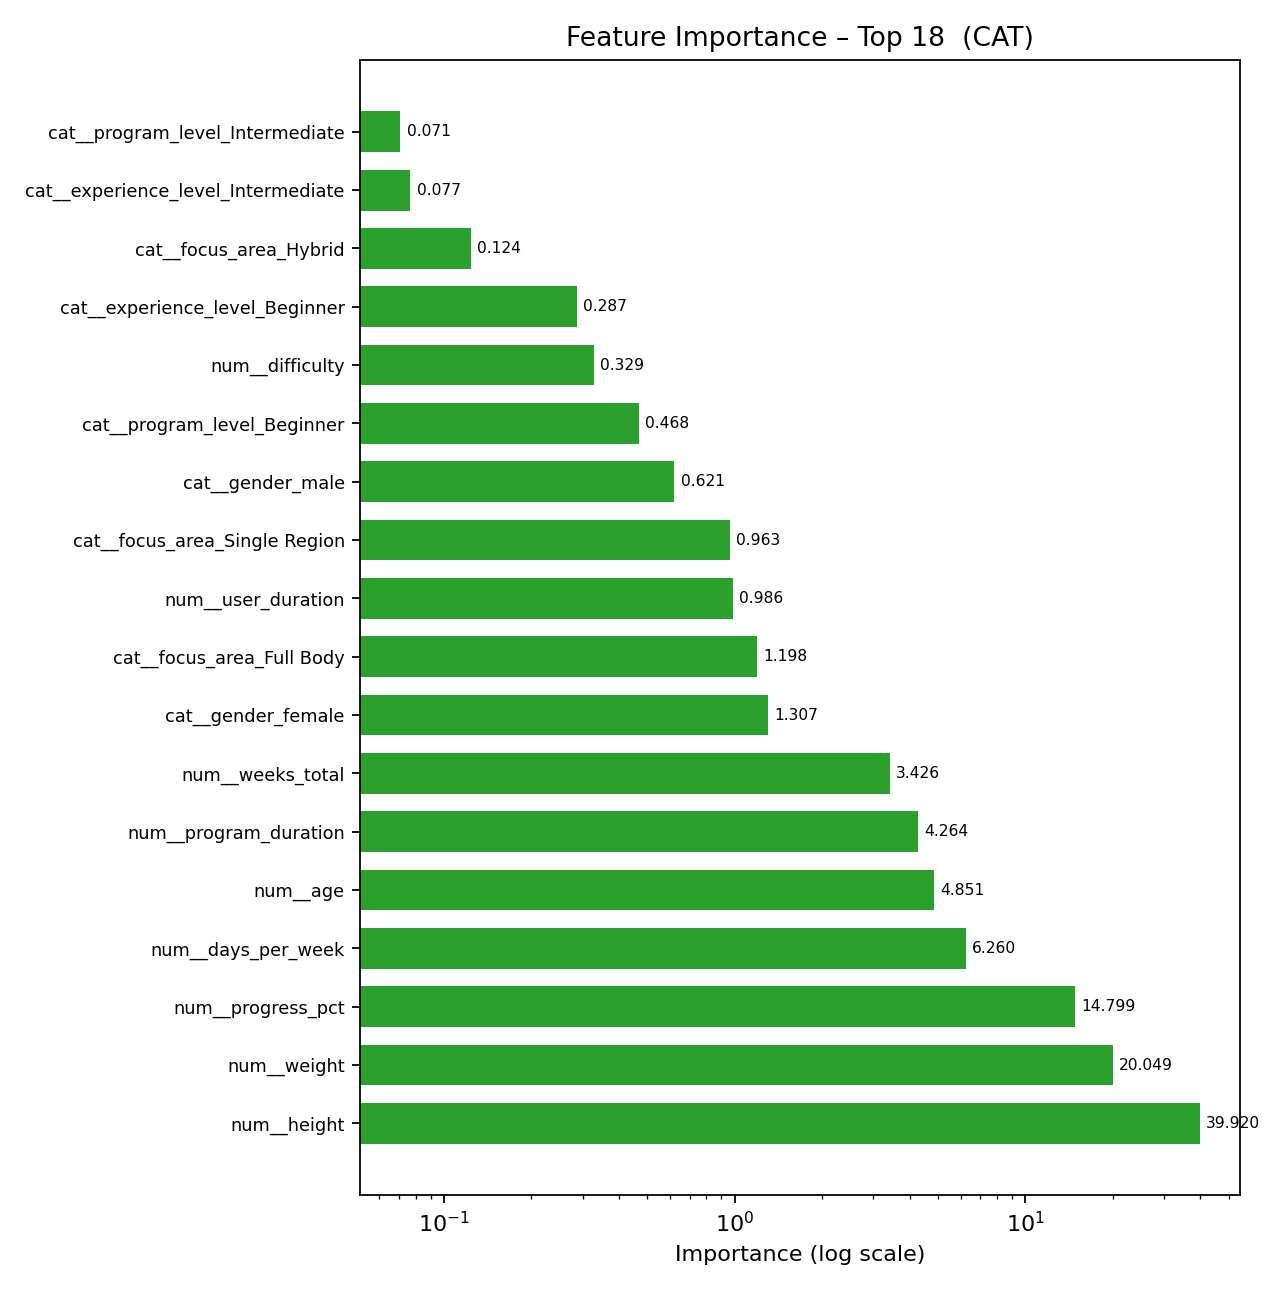 Feature Importance – Top 18  (CAT)
cat__program_level_Intermediate 0.071
cat__experience_level_Intermediate 0.077
cat__focus_area_Hybrid 0.124
cat__experience_level_Beginner 0.287
num__difficulty 0.329
cat__program_level_Beginner 0.468
cat__gender_male 0.621
cat__focus_area_Single Region 0.963
num__user_duration 0.986
cat__focus_area_Full Body 1.198
cat__gender_female 1.307
num__weeks_total 3.426
num__program_duration 4.264
num__age 4.851
num__days_per_week 6.260
num__progress_pct 14.799
num__weight 20.049
num__height 39.920
10⁻¹ 10⁰ 10¹
Importance (log scale)